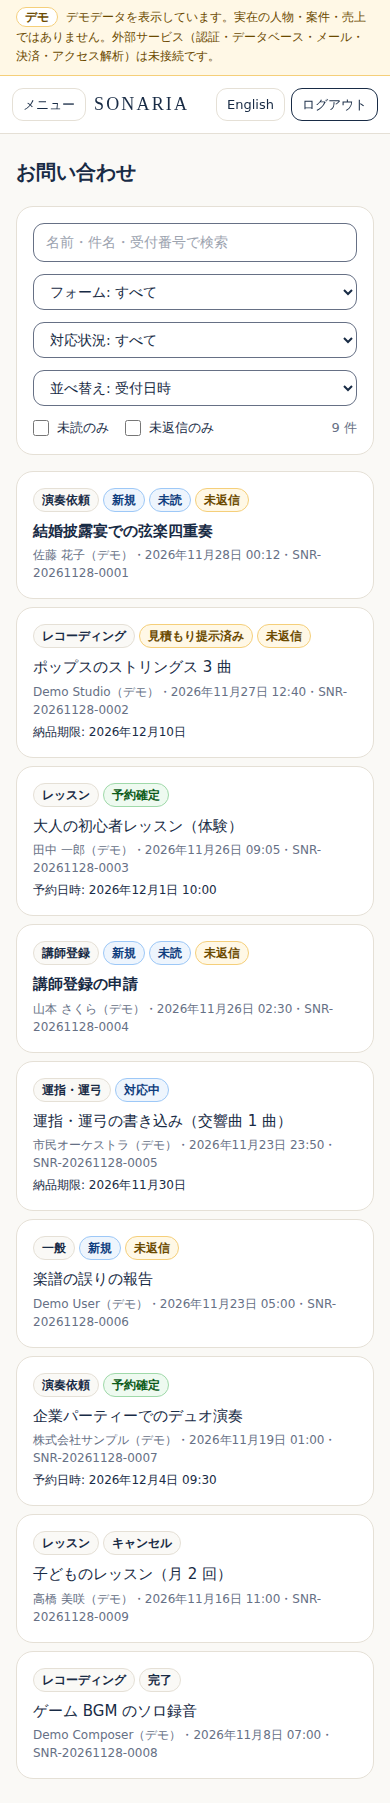 デモ デモデータを表示しています。実在の人物・案件・売上
ではありません。外部サービス（認証・データベース・メール・
決済・アクセス解析）は未接続です。
メニュー SONARIA English ログアウト
お問い合わせ
名前・件名・受付番号で検索
フォーム: すべて
対応状況: すべて
並べ替え: 受付日時
未読のみ 未返信のみ 9 件
演奏依頼 新規 未読 未返信
結婚披露宴での弦楽四重奏
佐藤 花子（デモ）・2026年11月28日 00:12・SNR-
20261128-0001
レコーディング 見積もり提示済み 未返信
ポップスのストリングス 3 曲
Demo Studio（デモ）・2026年11月27日 12:40・SNR-
20261128-0002
納品期限: 2026年12月10日
レッスン 予約確定
大人の初心者レッスン（体験）
田中 一郎（デモ）・2026年11月26日 09:05・SNR-
20261128-0003
予約日時: 2026年12月1日 10:00
講師登録 新規 未読 未返信
講師登録の申請
山本 さくら（デモ）・2026年11月26日 02:30・SNR-
20261128-0004
運指・運弓 対応中
運指・運弓の書き込み（交響曲 1 曲）
市民オーケストラ（デモ）・2026年11月23日 23:50・
SNR-20261128-0005
納品期限: 2026年11月30日
一般 新規 未返信
楽譜の誤りの報告
Demo User（デモ）・2026年11月23日 05:00・SNR-
20261128-0006
演奏依頼 予約確定
企業パーティーでのデュオ演奏
株式会社サンプル（デモ）・2026年11月19日 01:00・
SNR-20261128-0007
予約日時: 2026年12月4日 09:30
レッスン キャンセル
子どものレッスン（月 2 回）
高橋 美咲（デモ）・2026年11月16日 11:00・SNR-
20261128-0009
レコーディング 完了
ゲーム BGM のソロ録音
Demo Composer（デモ）・2026年11月8日 07:00・
SNR-20261128-0008